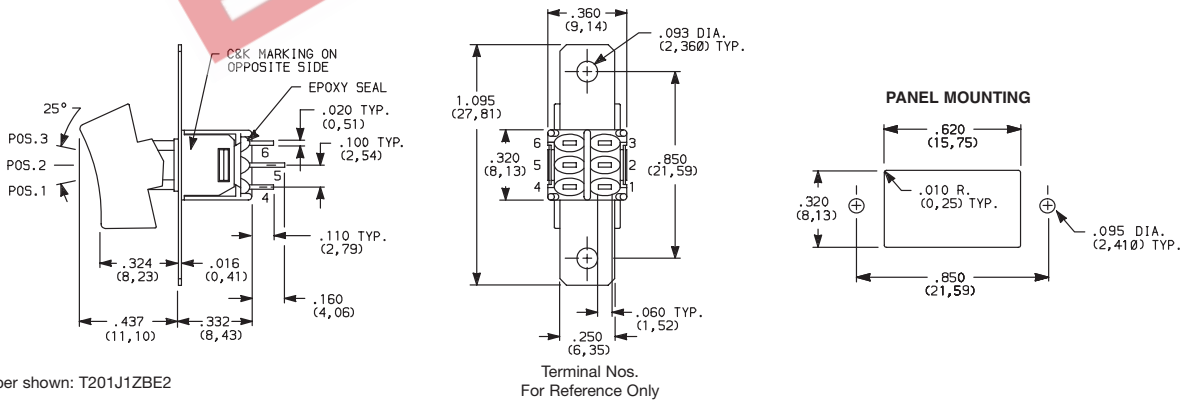 C&K MARKING ON
OPPOSITE SIDE
EPOXY SEAL
.020 TYP.
(0,51)
.100 TYP.
(2,54)
25°
POS.3
POS.2
POS.1
6
5
4
.110 TYP.
(2,79)
.324
(8,23)
.016
(0,41)
.160
(4,06)
.437
(11,10)
.332
(8,43)
per shown: T201J1ZBE2
.360
(9,14)
.093 DIA.
(2,360) TYP.
1.095
(27,81)
.320
(8,13)
6
5
4
3
2
1
.850
(21,59)
.060 TYP.
(1,52)
.250
(6,35)
Terminal Nos.
For Reference Only
PANEL MOUNTING
.620
(15,75)
.010 R.
(0,25) TYP.
.320
(8,13)
.095 DIA.
(2,410) TYP.
.850
(21,59)